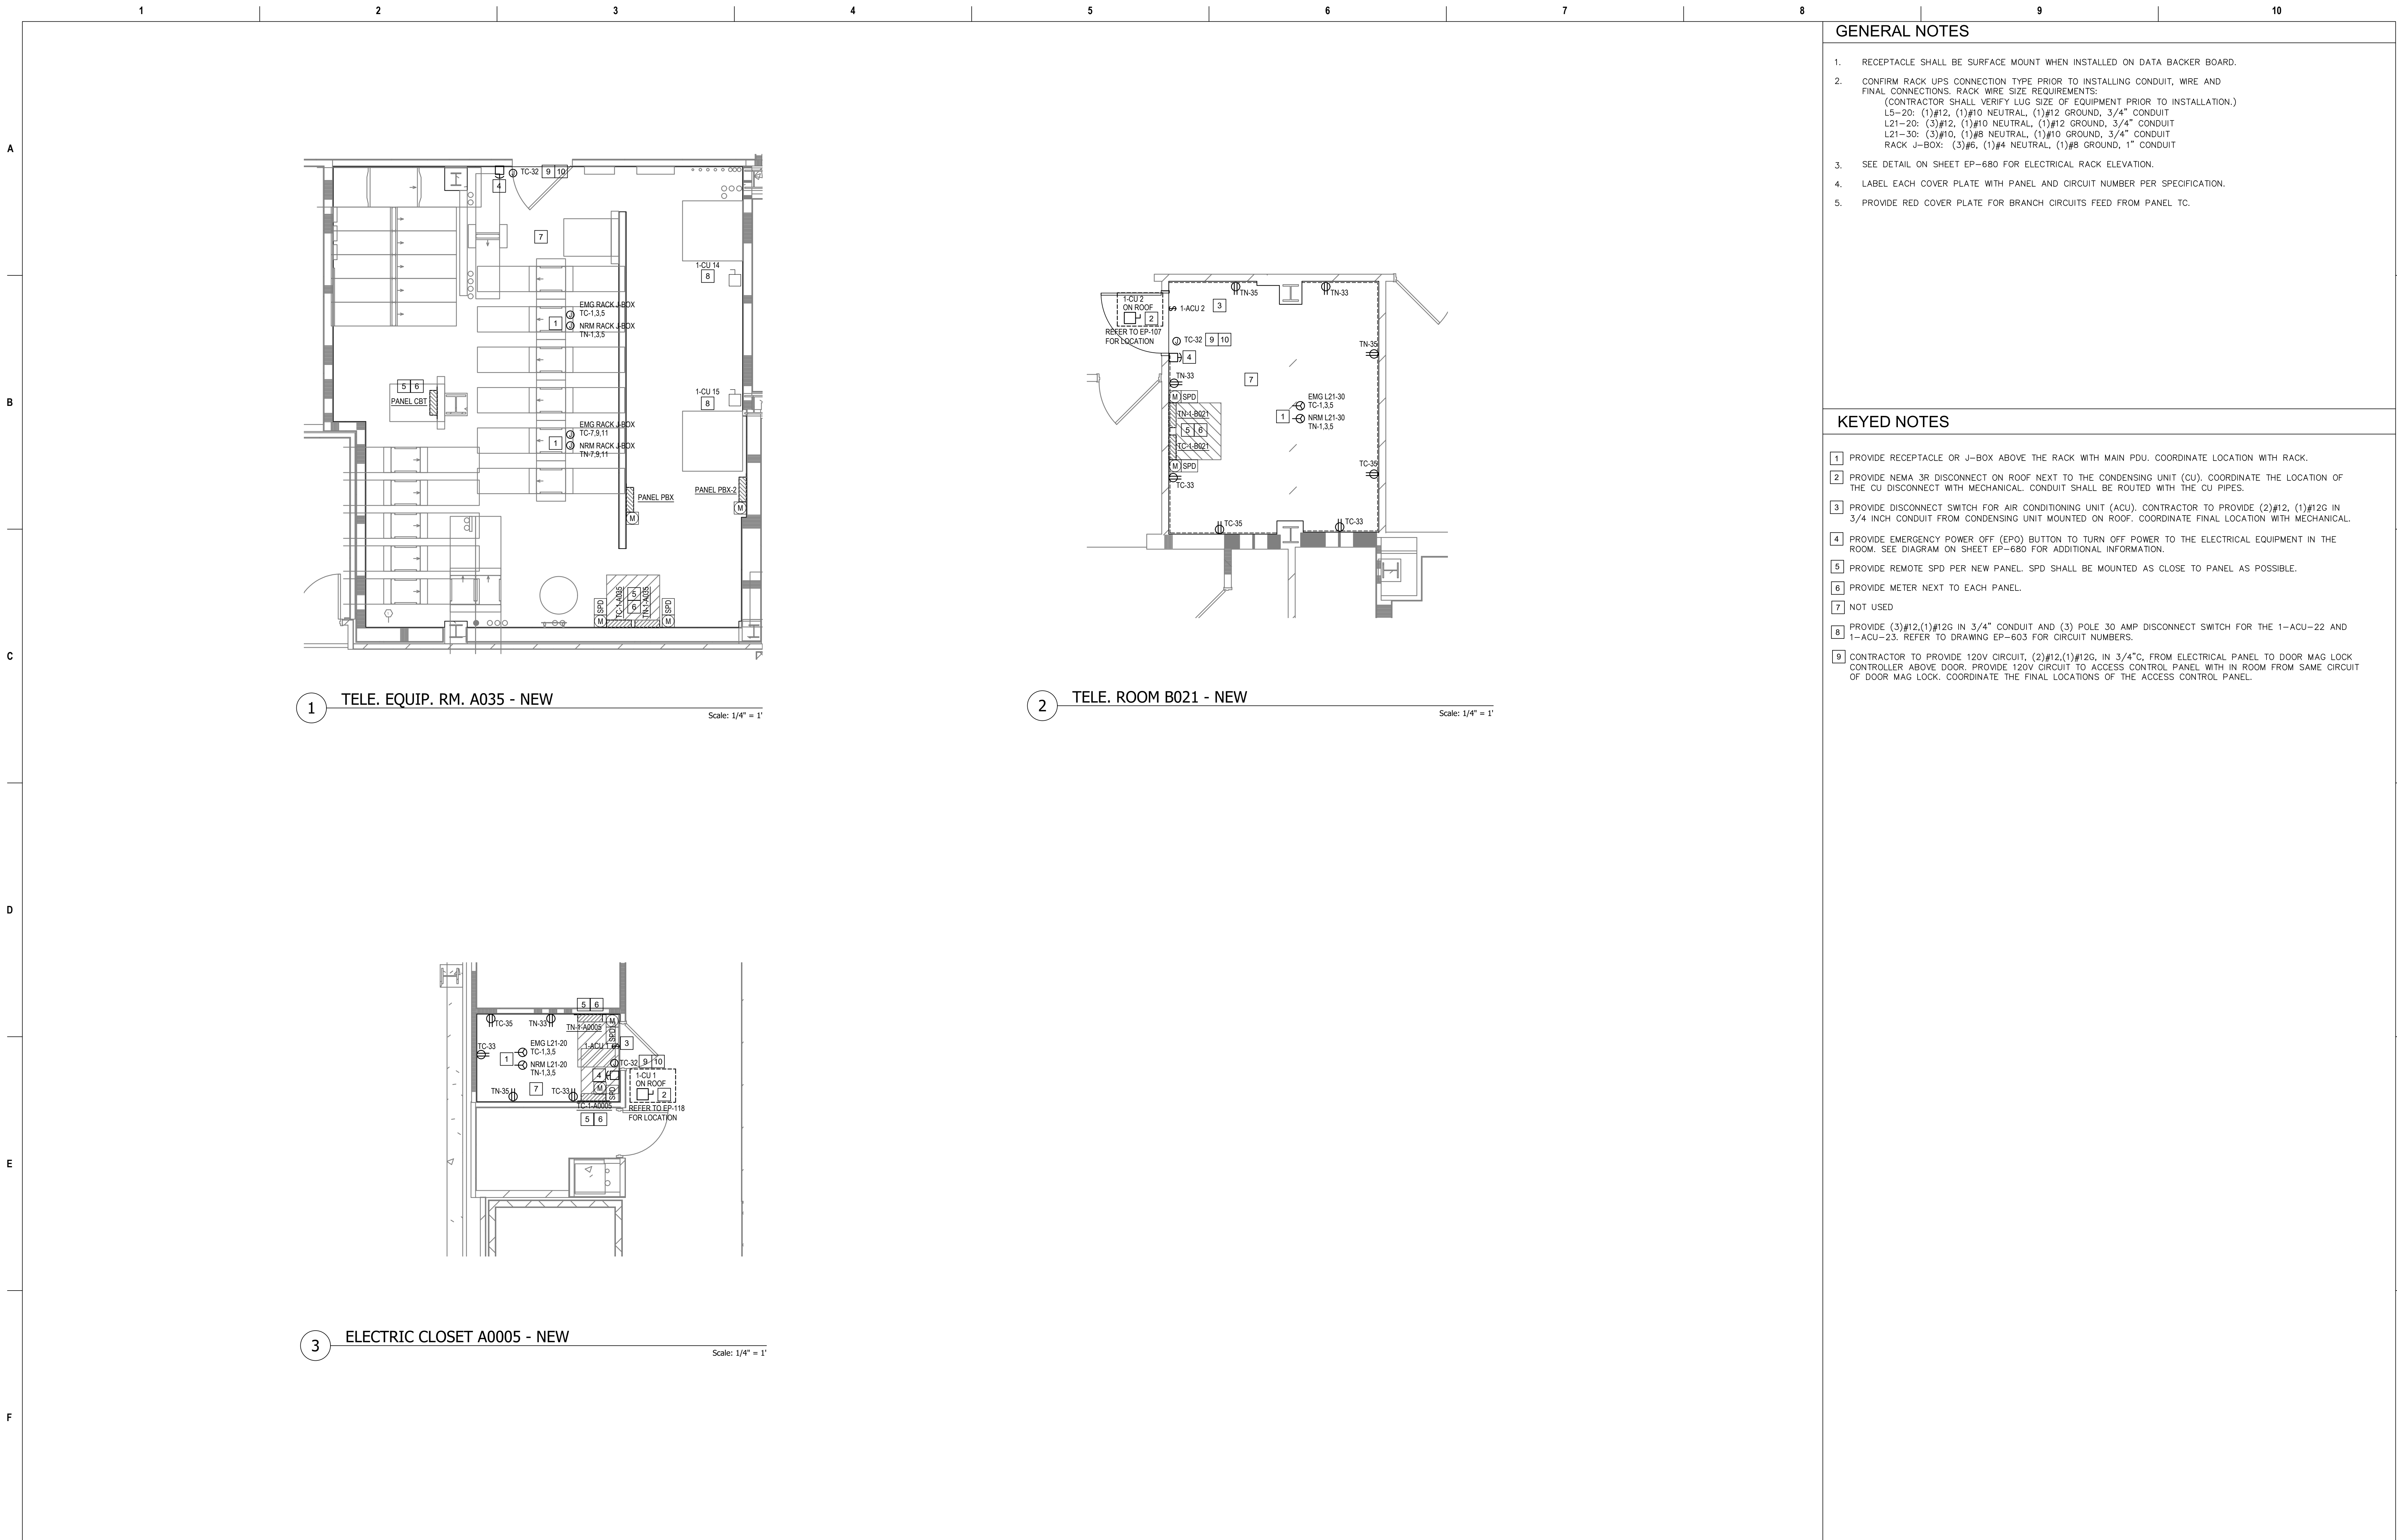 1 2 3 4 5 6 7 8 9 10
A
B
C
D
E
F
GENERAL NOTES
1. RECEPTACLE SHALL BE SURFACE MOUNT WHEN INSTALLED ON DATA BACKER BOARD.
2. CONFIRM RACK UPS CONNECTION TYPE PRIOR TO INSTALLING CONDUIT, WIRE AND
FINAL CONNECTIONS. RACK WIRE SIZE REQUIREMENTS:
(CONTRACTOR SHALL VERIFY LUG SIZE OF EQUIPMENT PRIOR TO INSTALLATION.)
L5-20: (1)#12, (1)#10 NEUTRAL, (1)#12 GROUND, 3/4" CONDUIT
L21-20: (3)#12, (1)#10 NEUTRAL, (1)#12 GROUND, 3/4" CONDUIT
L21-30: (3)#10, (1)#8 NEUTRAL, (1)#10 GROUND, 3/4" CONDUIT
RACK J-BOX: (3)#6, (1)#4 NEUTRAL, (1)#8 GROUND, 1" CONDUIT
3. SEE DETAIL ON SHEET EP-680 FOR ELECTRICAL RACK ELEVATION.
4. LABEL EACH COVER PLATE WITH PANEL AND CIRCUIT NUMBER PER SPECIFICATION.
5. PROVIDE RED COVER PLATE FOR BRANCH CIRCUITS FEED FROM PANEL TC.
KEYED NOTES
1 PROVIDE RECEPTACLE OR J-BOX ABOVE THE RACK WITH MAIN PDU. COORDINATE LOCATION WITH RACK.
2 PROVIDE NEMA 3R DISCONNECT ON ROOF NEXT TO THE CONDENSING UNIT (CU). COORDINATE THE LOCATION OF
THE CU DISCONNECT WITH MECHANICAL. CONDUIT SHALL BE ROUTED WITH THE CU PIPES.
3 PROVIDE DISCONNECT SWITCH FOR AIR CONDITIONING UNIT (ACU). CONTRACTOR TO PROVIDE (2)#12, (1)#12G IN
3/4 INCH CONDUIT FROM CONDENSING UNIT MOUNTED ON ROOF. COORDINATE FINAL LOCATION WITH MECHANICAL.
4 PROVIDE EMERGENCY POWER OFF (EPO) BUTTON TO TURN OFF POWER TO THE ELECTRICAL EQUIPMENT IN THE
ROOM. SEE DIAGRAM ON SHEET EP-680 FOR ADDITIONAL INFORMATION.
5 PROVIDE REMOTE SPD PER NEW PANEL. SPD SHALL BE MOUNTED AS CLOSE TO PANEL AS POSSIBLE.
6 PROVIDE METER NEXT TO EACH PANEL.
7 NOT USED
8 PROVIDE (3)#12,(1)#12G IN 3/4" CONDUIT AND (3) POLE 30 AMP DISCONNECT SWITCH FOR THE 1-ACU-22 AND
1-ACU-23. REFER TO DRAWING EP-603 FOR CIRCUIT NUMBERS.
9 CONTRACTOR TO PROVIDE 120V CIRCUIT, (2)#12,(1)#12G, IN 3/4"C, FROM ELECTRICAL PANEL TO DOOR MAG LOCK
CONTROLLER ABOVE DOOR. PROVIDE 120V CIRCUIT TO ACCESS CONTROL PANEL WITH IN ROOM FROM SAME CIRCUIT
OF DOOR MAG LOCK. COORDINATE THE FINAL LOCATIONS OF THE ACCESS CONTROL PANEL.
J TC-32 9 10
4
7
1-CU 14
8
EMG RACK J-BOX
TC-1,3,5
1
NRM RACK J-BOX
TN-1,3,5
5 6
PANEL CBT
1-CU 15
8
EMG RACK J-BOX
TC-7,9,11
1
NRM RACK J-BOX
TN-7,9,11
PANEL PBX
M
PANEL PBX-2
M
SPD
M
TC-1-A035
5
6
TN-1-A035
SPD
M
1 TELE. EQUIP. RM. A035 - NEW
Scale: 1/4" = 1'
TN-35
TN-33
1-CU 2
ON ROOF
2
REFER TO EP-107
FOR LOCATION
1-ACU 2 3
J TC-32 9 10
4
TN-35
TN-33
7
M SPD
TN-1-B021
5 6
TC-1-B021
M SPD
TC-33
1
EMG L21-30
TC-1,3,5
NRM L21-30
TN-1,3,5
TC-35
TC-35
TC-33
2 TELE. ROOM B021 - NEW
Scale: 1/4" = 1'
5 6
TC-35
TN-33
TN-1-A0005
M
SPD
TC-33
EMG L21-20
TC-1,3,5
1
NRM L21-20
TN-1,3,5
1-ACU 1
3
J TC-32 9 10
4
1-CU 1
ON ROOF
2
TN-35
7
TC-33
M
SPD
TC-1-A0005
REFER TO EP-118
FOR LOCATION
5 6
3 ELECTRIC CLOSET A0005 - NEW
Scale: 1/4" = 1'